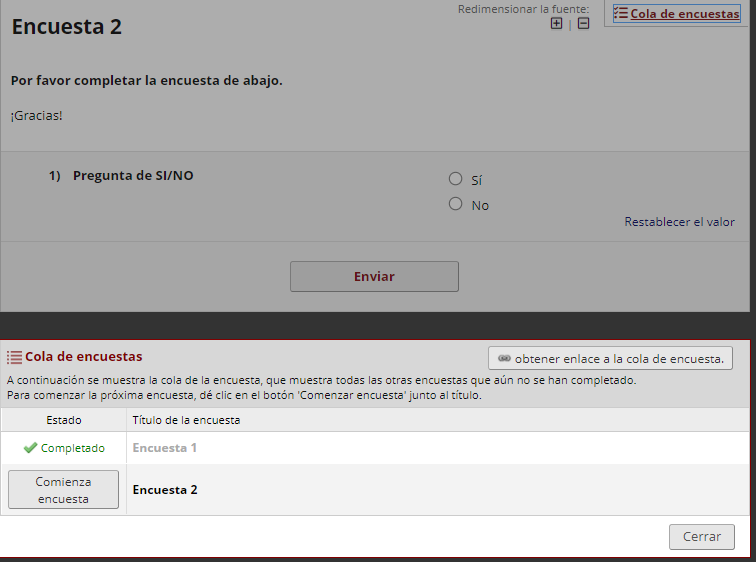 Redimensionar la fuente:
Cola de encuestas
Encuesta 2
Por favor completar la encuesta de abajo.
¡Gracias!
1) Pregunta de SI/NO
Sí
No
Restablecer el valor
Enviar
Cola de encuestas
obtener enlace a la cola de encuesta.
A continuación se muestra la cola de la encuesta, que muestra todas las otras encuestas que aún no se han completado.
Para comenzar la próxima encuesta, dé clic en el botón 'Comenzar encuesta' junto al título.
Estado Título de la encuesta
Completado Encuesta 1
Comienza
encuesta
Encuesta 2
Cerrar